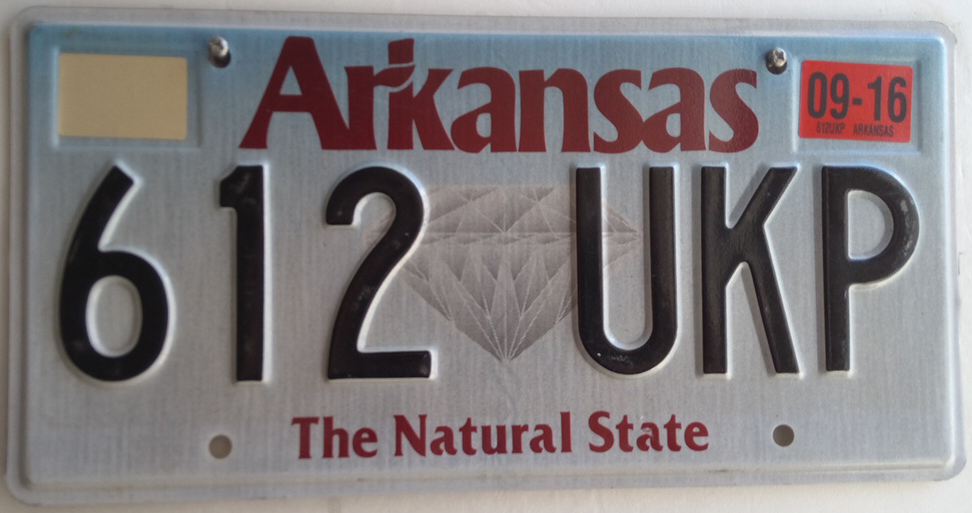 Arkansas
09-16
612UKP ARKANSAS
612 UKP
The Natural State